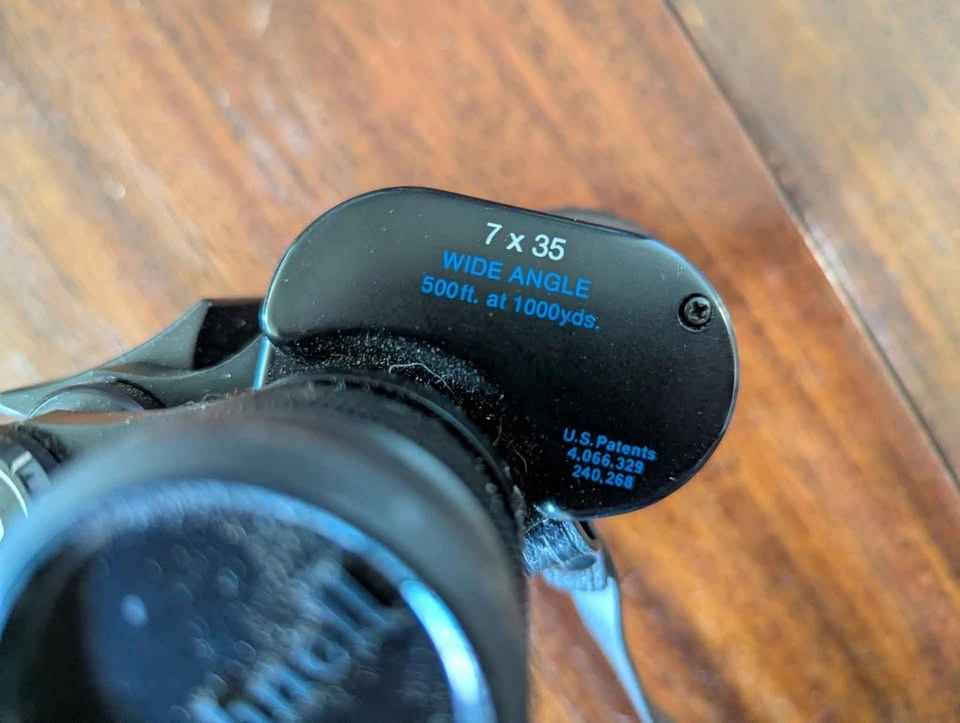 7 x 35
WIDE ANGLE
500ft. at 1000yds.
U.S. Patents
4,066,329
240,268